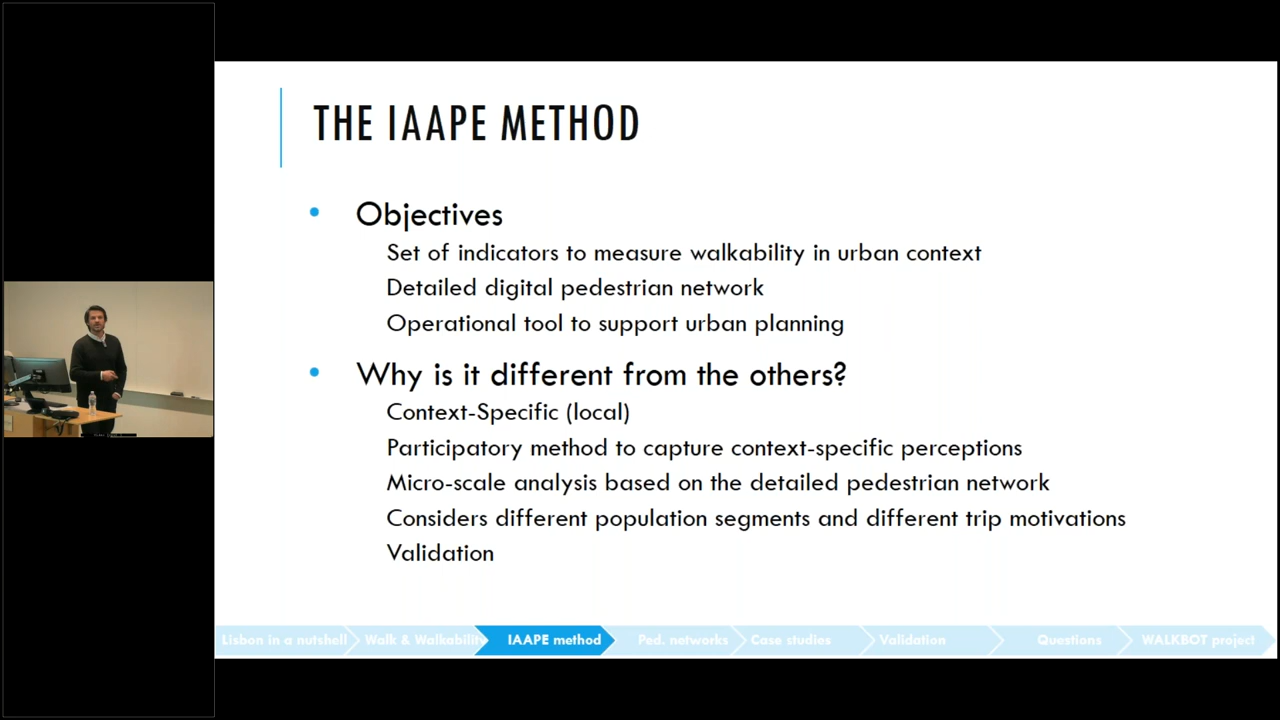 THE IAAPE METHOD
Objectives
Set of indicators to measure walkability in urban context
Detailed digital pedestrian network
Operational tool to support urban planning
Why is it different from the others?
Context-Specific (local)
Participatory method to capture context-specific perceptions
Micro-scale analysis based on the detailed pedestrian network
Considers different population segments and different trip motivations
Validation
Lisbon in a nutshell
Walk & Walkability
IAAPE method
Ped. networks
Case studies
Validation
Questions
WALKBOT project